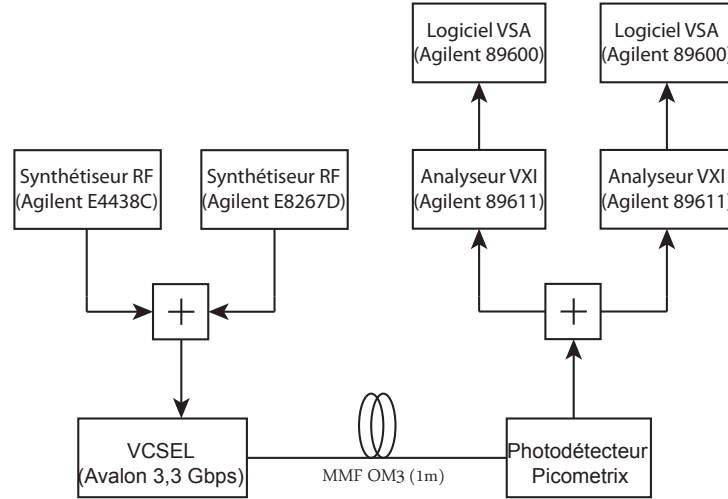 Logiciel VSA
(Agilent 89600)
Logiciel VSA
(Agilent 89600)
Synthétiseur RF
(Agilent E4438C)
Synthétiseur RF
(Agilent E8267D)
Analyseur VXI
(Agilent 89611)
Analyseur VXI
(Agilent 89611)
+
+
VCSEL
(Avalon 3,3 Gbps)
MMF OM3 (1m)
Photodétecteur
Picometrix